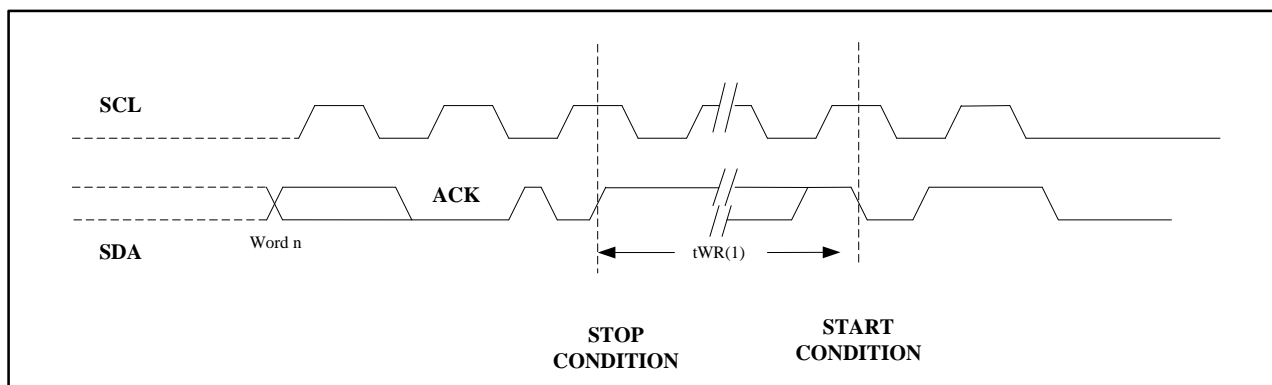 SCL
ACK
Word n
SDA
tWR(1)
STOP
CONDITION
START
CONDITION